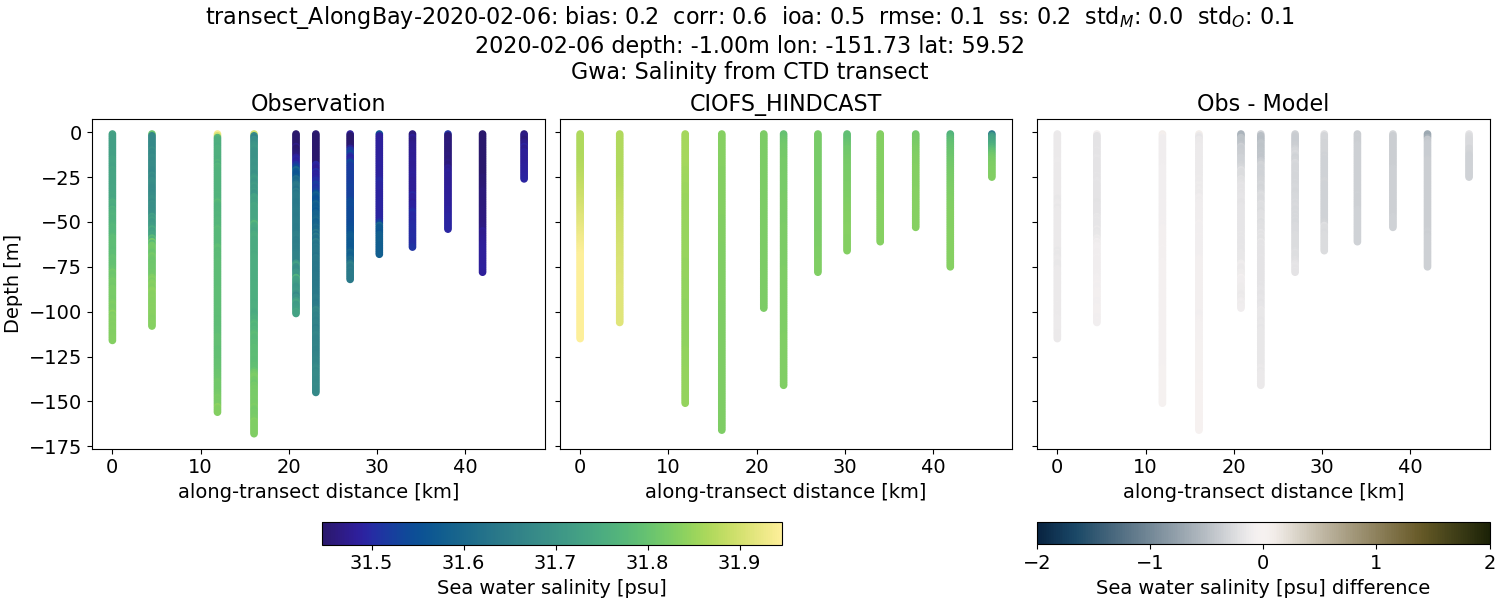 transect_AlongBay-2020-02-06: bias: 0.2 corr: 0.6 ioa: 0.5 rmse: 0.1 ss: 0.2 std_M: 0.0 std_O: 0.1
2020-02-06 depth: -1.00m lon: -151.73 lat: 59.52
Gwa: Salinity from CTD transect
Observation CIOFS_HINDCAST Obs - Model
Depth [m]
0
−25
−50
−75
−100
−125
−150
−175
0 10 20 30 40 0 10 20 30 40 0 10 20 30 40
along-transect distance [km] along-transect distance [km] along-transect distance [km]
31.5 31.6 31.7 31.8 31.9 −2 −1 0 1 2
Sea water salinity [psu] Sea water salinity [psu] difference